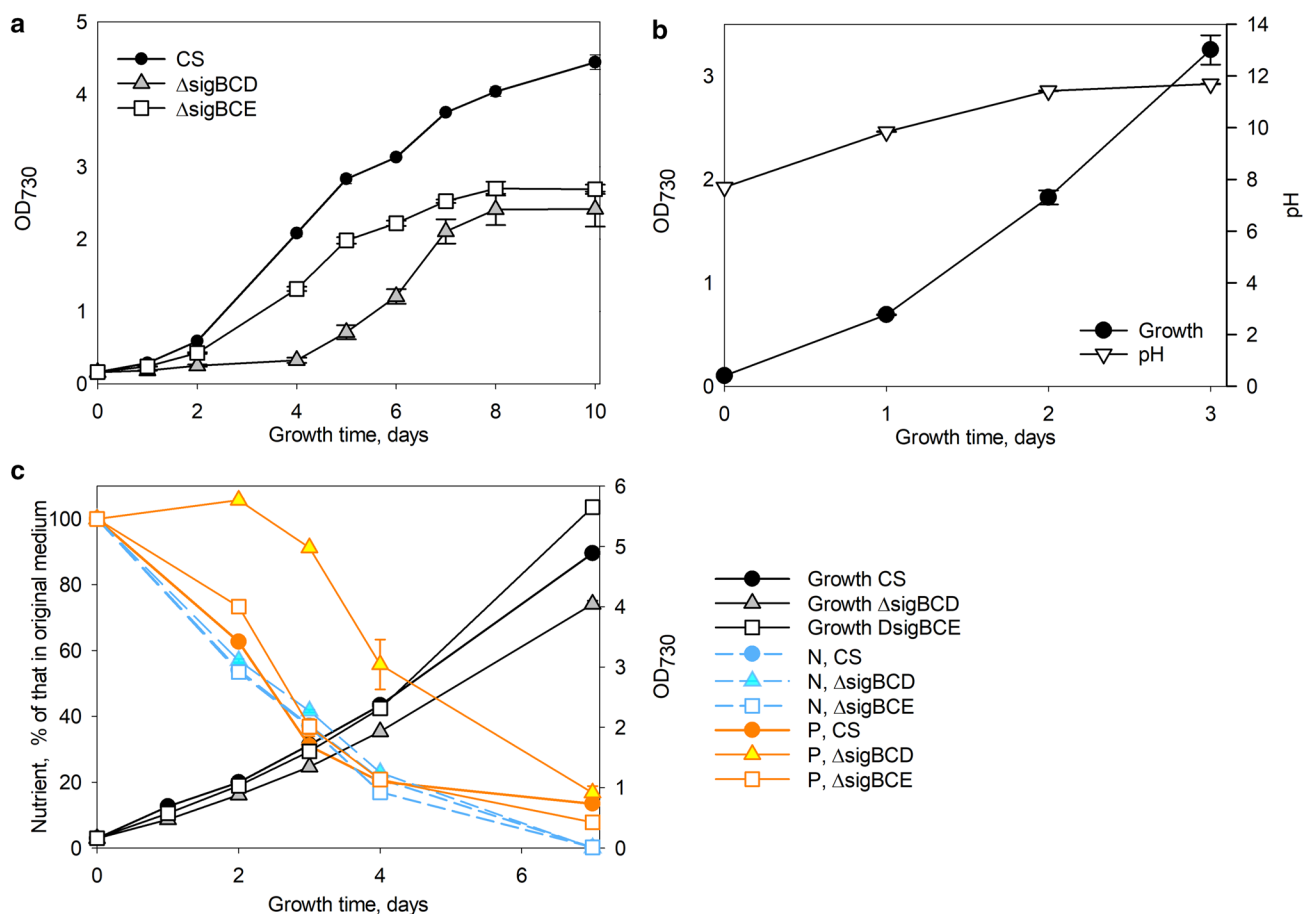 a
5
4
3
2
1
0
OD730
CS
ΔsigBCD
ΔsigBCE
0 2 4 6 8 10
Growth time, days
b
3
2
1
0
OD730
14
12
10
8
6
4
2
0
pH
Growth
pH
0 1 2 3
Growth time, days
c
100
80
60
40
20
0
Nutrient, % of that in original medium
6
5
4
3
2
1
0
OD730
0 2 4 6
Growth time, days
Growth CS
Growth ΔsigBCD
Growth DsigBCE
N, CS
N, ΔsigBCD
N, ΔsigBCE
P, CS
P, ΔsigBCD
P, ΔsigBCE